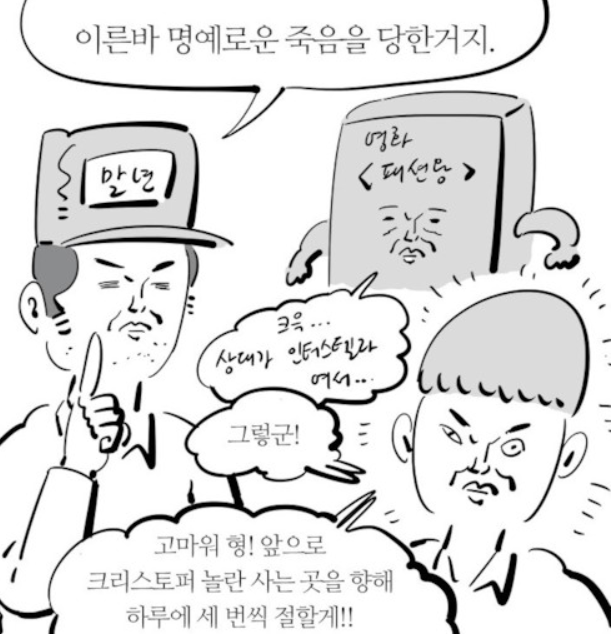 이른바 명예로운 죽음을 당한거지.
말년
영화
<패션왕>
크윽...
상대가 인터스텔라
여서...
그렇군!
고마워 형! 앞으로
크리스토퍼 놀란 사는 곳을 향해
하루에 세 번씩 절할게!!